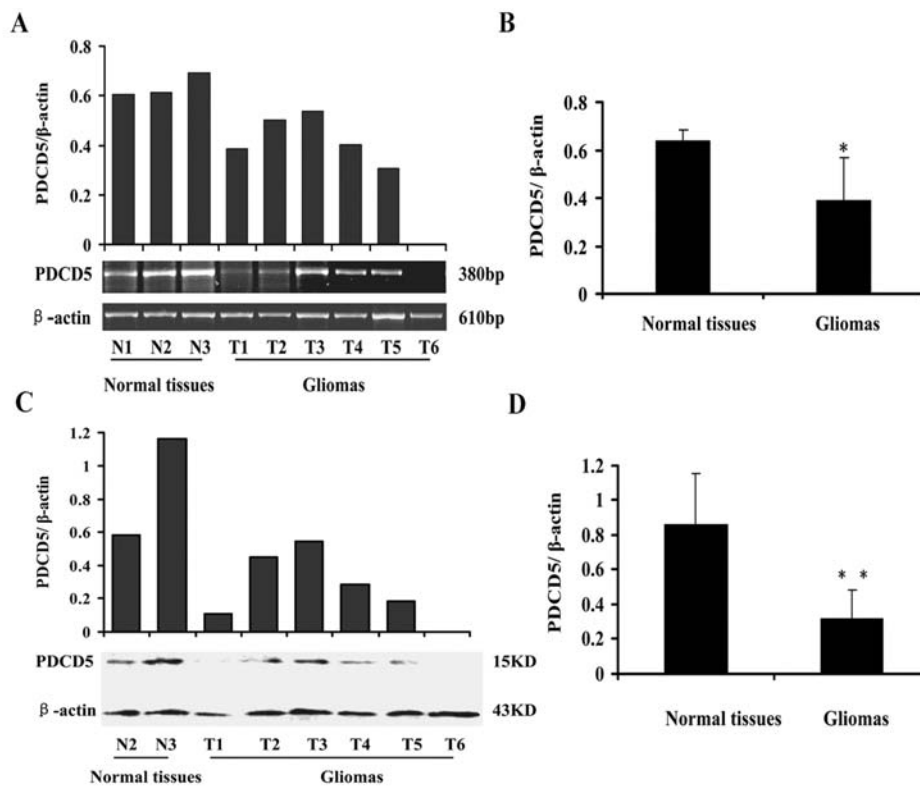 A
0.8
0.6
0.4
0.2
0
PDCD5/β-actin
PDCD5
380bp
β-actin
610bp
N1 N2 N3 T1 T2 T3 T4 T5 T6
Normal tissues Gliomas
B
0.8
0.6
0.4
0.2
0
PDCD5/ β-actin
*
Normal tissues Gliomas
C
1.2
1
0.8
0.6
0.4
0.2
0
PDCD5/ β-actin
PDCD5
15KD
β-actin
43KD
N2 N3 T1 T2 T3 T4 T5 T6
Normal tissues Gliomas
D
1.2
1
0.8
0.6
0.4
0.2
0
PDCD5/ β-actin
* *
Normal tissues Gliomas